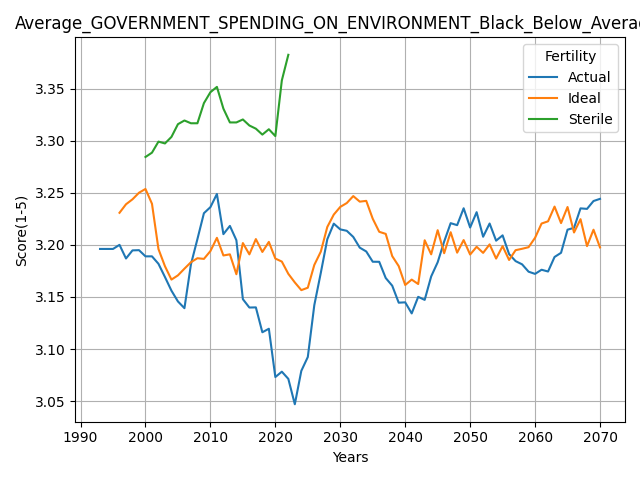 Average_GOVERNMENT_SPENDING_ON_ENVIRONMENT_Black_Below_Avera
Fertility
Actual
Ideal
Sterile
Score(1-5)
3.35
3.30
3.25
3.20
3.15
3.10
3.05
1990 2000 2010 2020 2030 2040 2050 2060 2070
Years